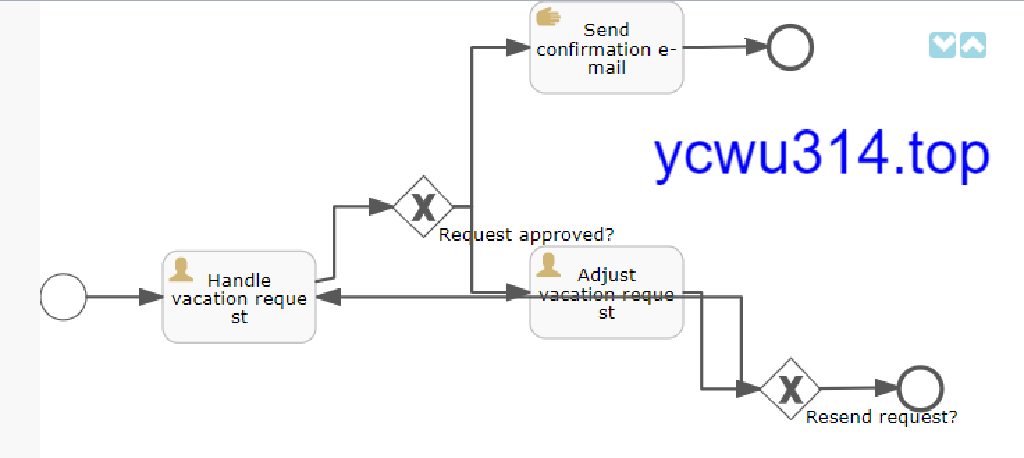 Send
confirmation e-
mail
ycwu314.top
X
Request approved?
Handle
vacation reque
st
Adjust
vacation reque
st
X
Resend request?